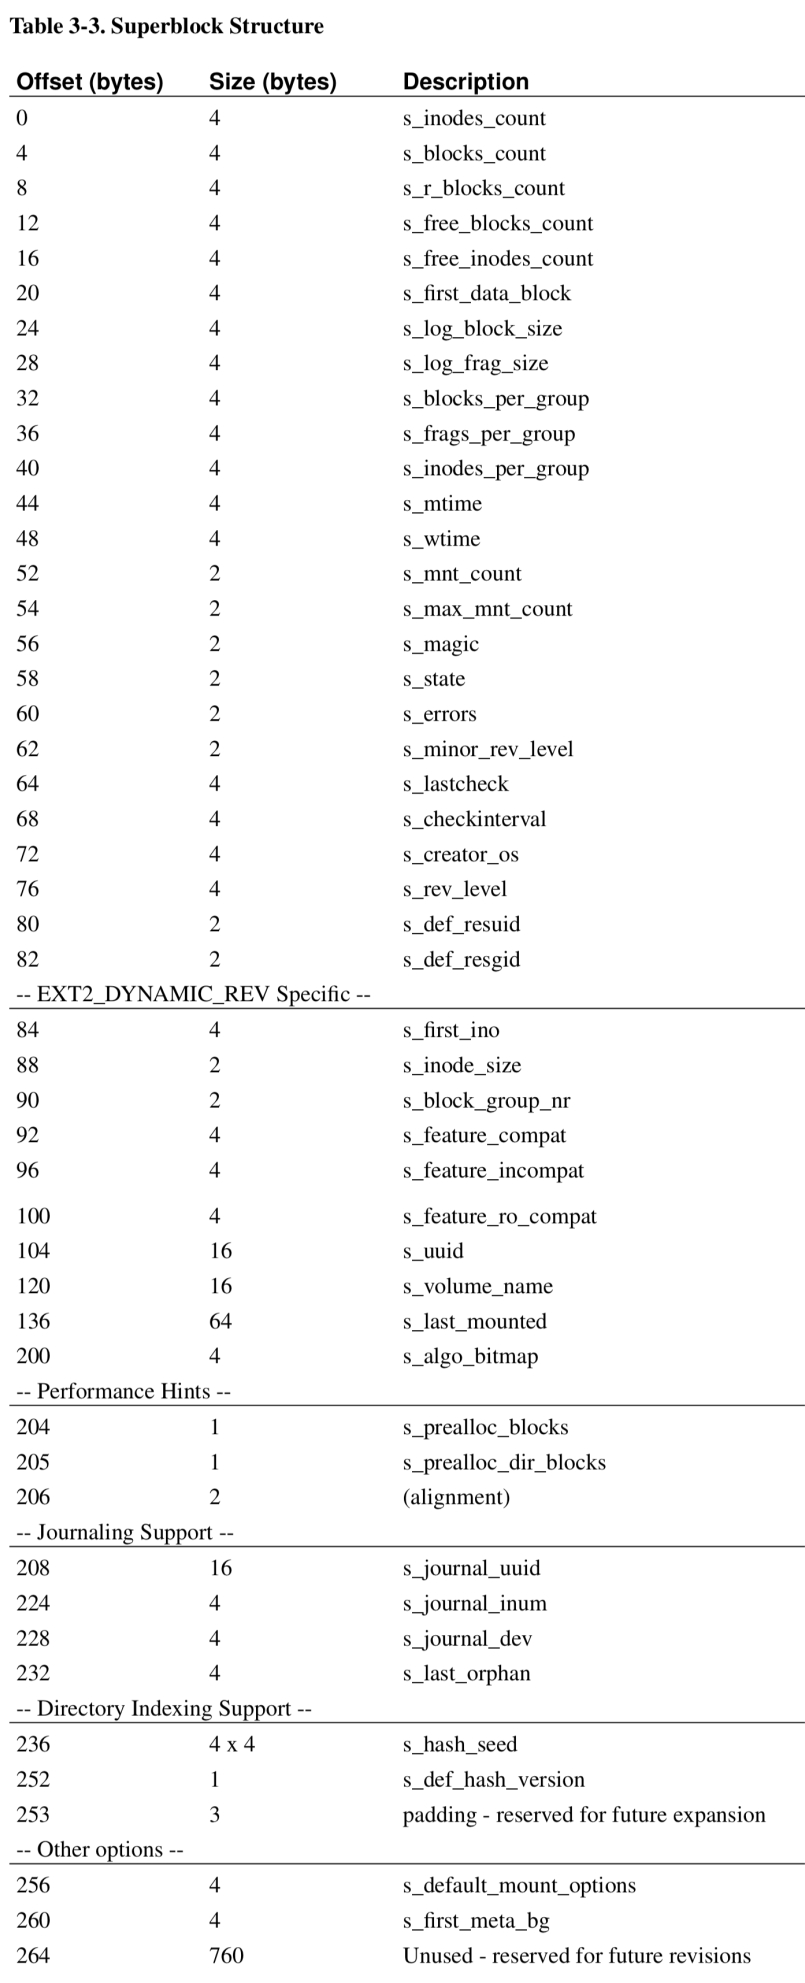 Table 3-3. Superblock Structure
Offset (bytes) Size (bytes) Description
0 4 s_inodes_count
4 4 s_blocks_count
8 4 s_r_blocks_count
12 4 s_free_blocks_count
16 4 s_free_inodes_count
20 4 s_first_data_block
24 4 s_log_block_size
28 4 s_log_frag_size
32 4 s_blocks_per_group
36 4 s_frags_per_group
40 4 s_inodes_per_group
44 4 s_mtime
48 4 s_wtime
52 2 s_mnt_count
54 2 s_max_mnt_count
56 2 s_magic
58 2 s_state
60 2 s_errors
62 2 s_minor_rev_level
64 4 s_lastcheck
68 4 s_checkinterval
72 4 s_creator_os
76 4 s_rev_level
80 2 s_def_resuid
82 2 s_def_resgid
-- EXT2_DYNAMIC_REV Specific --
84 4 s_first_ino
88 2 s_inode_size
90 2 s_block_group_nr
92 4 s_feature_compat
96 4 s_feature_incompat
100 4 s_feature_ro_compat
104 16 s_uuid
120 16 s_volume_name
136 64 s_last_mounted
200 4 s_algo_bitmap
-- Performance Hints --
204 1 s_prealloc_blocks
205 1 s_prealloc_dir_blocks
206 2 (alignment)
-- Journaling Support --
208 16 s_journal_uuid
224 4 s_journal_inum
228 4 s_journal_dev
232 4 s_last_orphan
-- Directory Indexing Support --
236 4 x 4 s_hash_seed
252 1 s_def_hash_version
253 3 padding - reserved for future expansion
-- Other options --
256 4 s_default_mount_options
260 4 s_first_meta_bg
264 760 Unused - reserved for future revisions